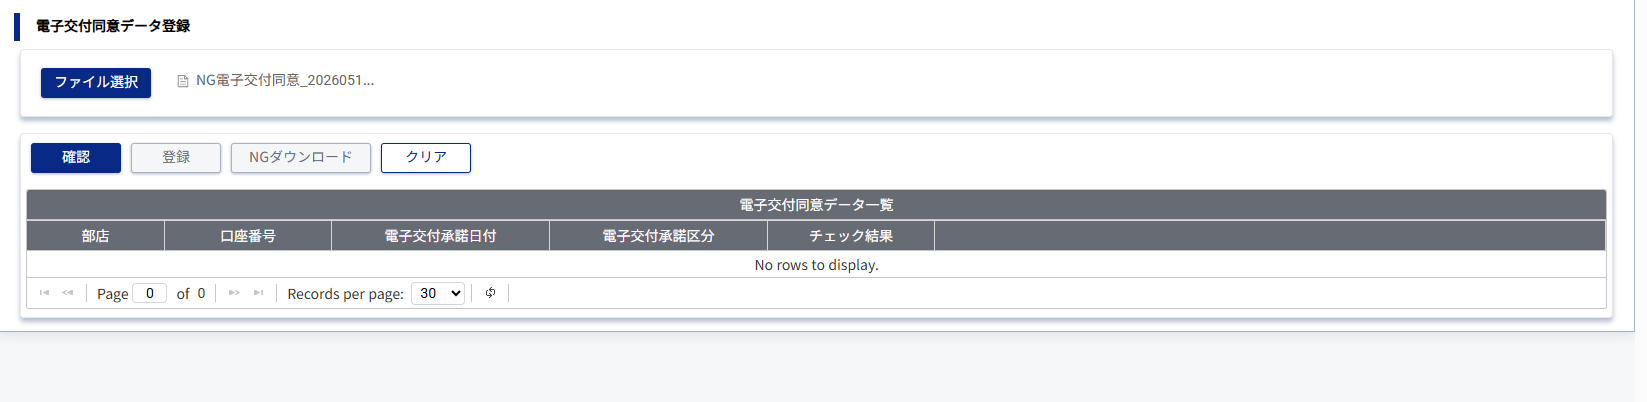 電子交付同意データ登録
ファイル選択 NG電子交付同意_2026051...
確認 登録 NGダウンロード クリア
電子交付同意データ一覧
部店 口座番号 電子交付承諾日付 電子交付承諾区分 チェック結果
No rows to display.
Page 0 of 0 Records per page: 30